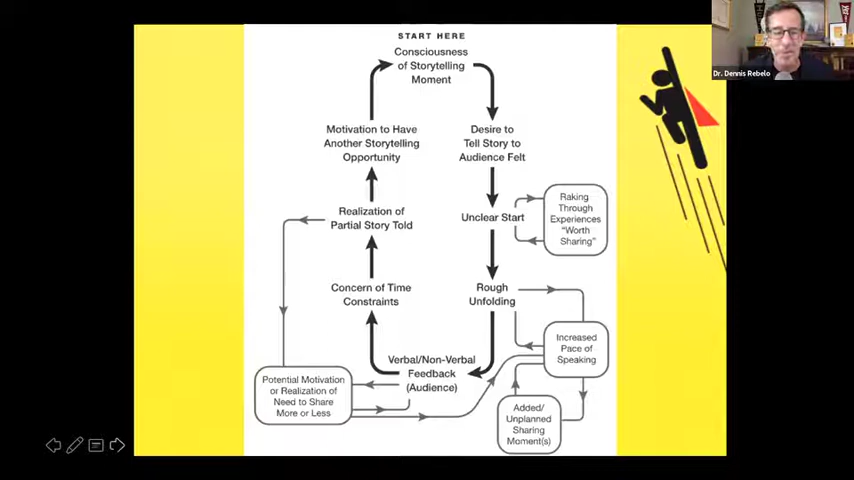 START HERE
Consciousness
of Storytelling
Moment
Desire to
Tell Story to
Audience Felt
Unclear Start
Raking
Through
Experiences
“Worth
Sharing”
Rough
Unfolding
Increased
Pace of
Speaking
Added/
Unplanned
Sharing
Moment(s)
Verbal/Non-Verbal
Feedback
(Audience)
Potential Motivation
or Realization of
Need to Share
More or Less
Concern of Time
Constraints
Realization of
Partial Story Told
Motivation to Have
Another Storytelling
Opportunity
Dr. Dennis Rebelo